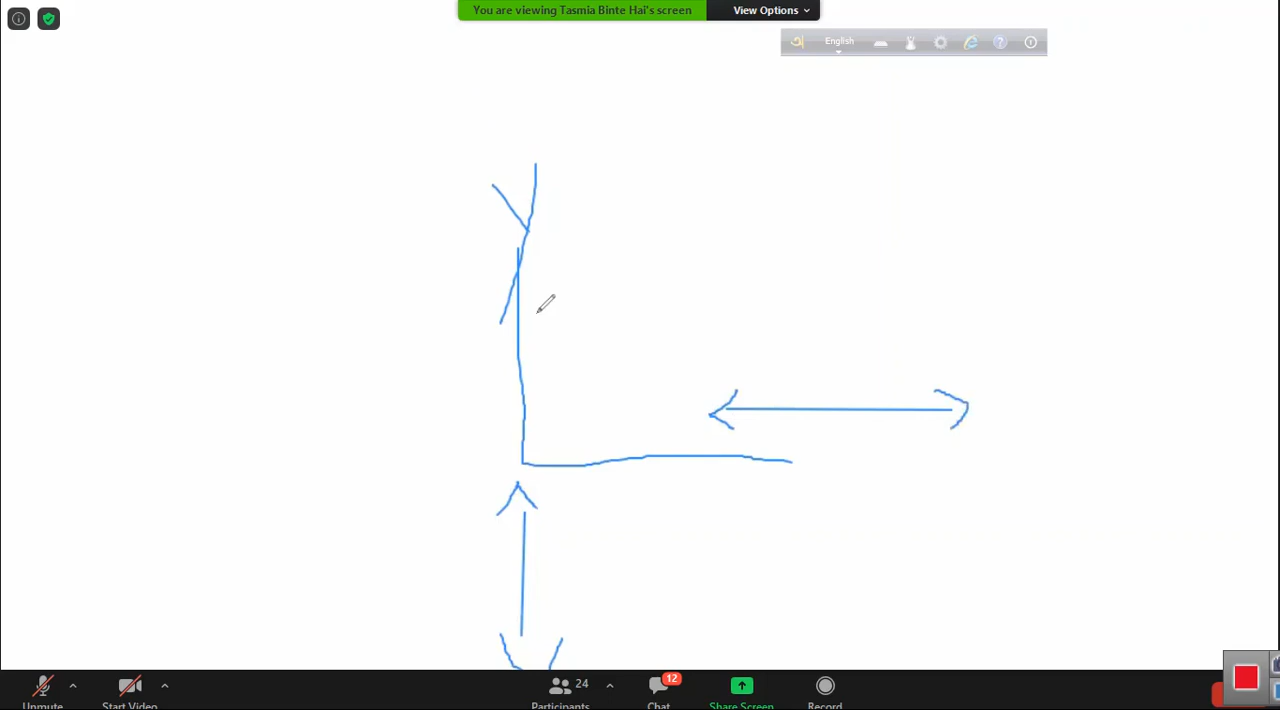 You are viewing Tasmia Binte Hai's screen View Options
অ English
Y
Unmute Start Video 24 Participants 12 Chat Share Screen Record